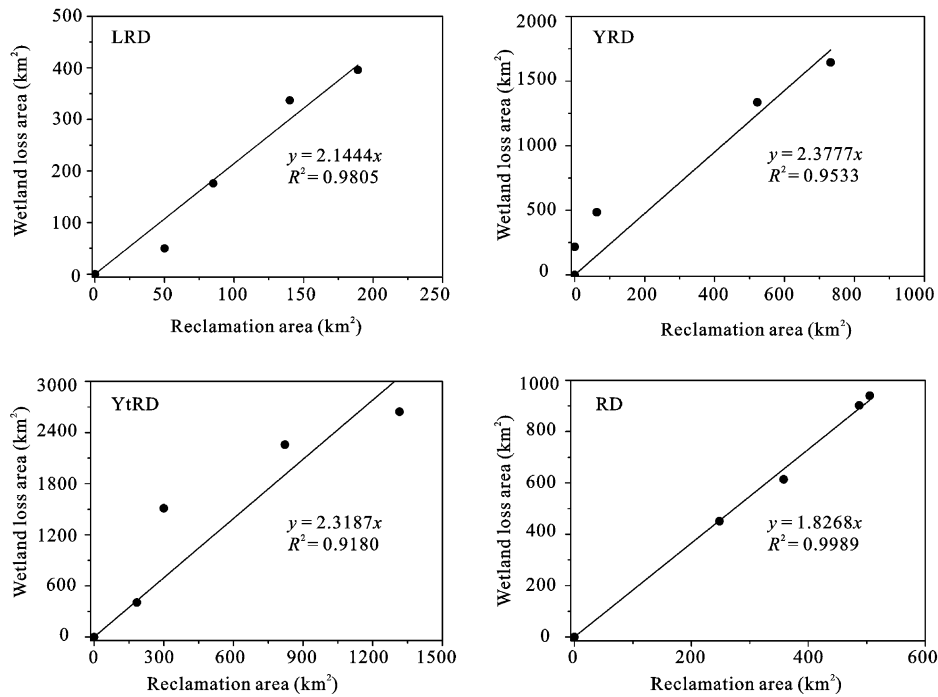 LRD
500
400
300
200
100
0
Wetland loss area (km²)
y = 2.1444x
R² = 0.9805
0 50 100 150 200 250
Reclamation area (km²)
YRD
2000
1500
1000
500
0
Wetland loss area (km²)
y = 2.3777x
R² = 0.9533
0 200 400 600 800 1000
Reclamation area (km²)
YtRD
3000
2400
1800
1200
600
0
Wetland loss area (km²)
y = 2.3187x
R² = 0.9180
0 300 600 900 1200 1500
Reclamation area (km²)
RD
1000
800
600
400
200
0
Wetland loss area (km²)
y = 1.8268x
R² = 0.9989
0 200 400 600
Reclamation area (km²)